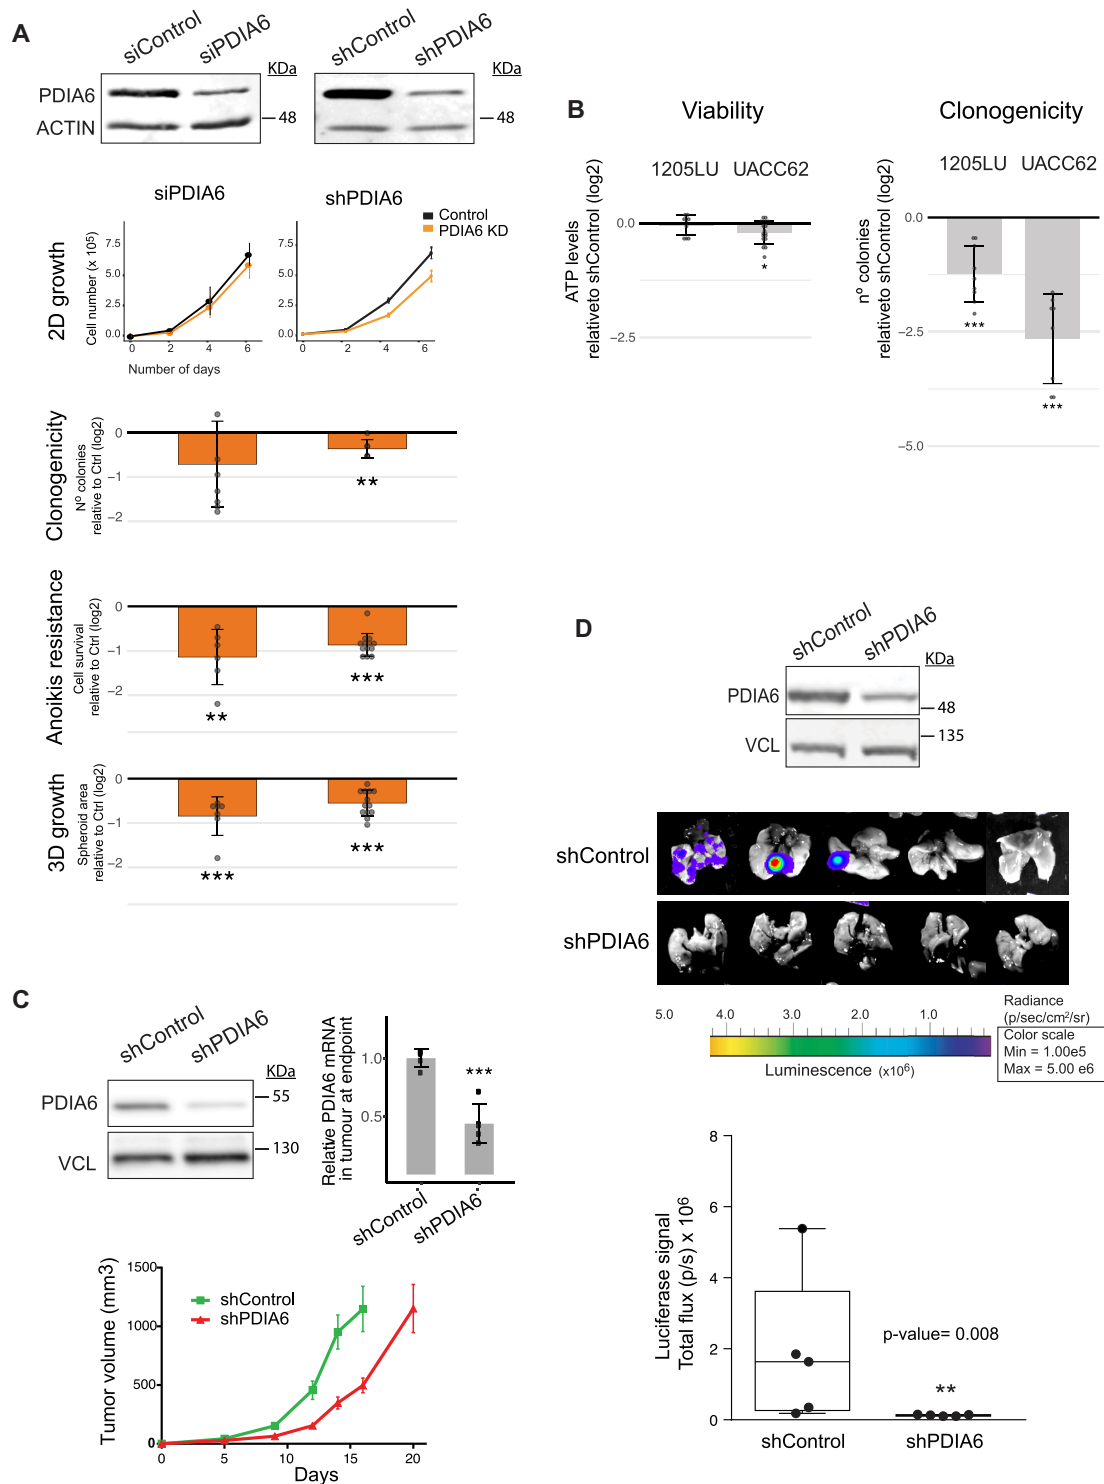 A
siControl
siPDIA6
KDa
PDIA6
ACTIN
48
shControl
shPDIA6
KDa
48
siPDIA6
shPDIA6
Control
PDIA6 KD
2D growth
Cell number (x 10⁵)
7.5
5.0
2.5
0.0
0 2 4 6
Number of days
7.5
5.0
2.5
0.0
0 2 4 6
Clonogenicity
Nº colonies
relative to Ctrl (log2)
0
−1
−2
**
Anoikis resistance
Cell survival
relative to Ctrl (log2)
0
−1
−2
**
***
3D growth
Spheroid area
relative to Ctrl (log2)
0
−1
−2
***
***
B
Viability
1205LU UACC62
ATP levels
relativeto shControl (log2)
0.0
−2.5
*
Clonogenicity
1205LU UACC62
nº colonies
relativeto shControl (log2)
0.0
−2.5
−5.0
***
***
C
shControl
shPDIA6
KDa
PDIA6
55
VCL
130
Relative PDIA6 mRNA
in tumour at endpoint
1.0
0.5
***
shControl
shPDIA6
Tumor volume (mm3)
1500
1000
500
0
shControl
shPDIA6
0 5 10 15 20
Days
D
shControl
shPDIA6
KDa
PDIA6
48
VCL
135
shControl
shPDIA6
5.0 4.0 3.0 2.0 1.0
Luminescence (x10⁶)
Radiance
(p/sec/cm²/sr)
Color scale
Min = 1.00e5
Max = 5.00 e6
Luciferase signal
Total flux (p/s) x 10⁶
8
6
4
2
0
p-value= 0.008
**
shControl
shPDIA6